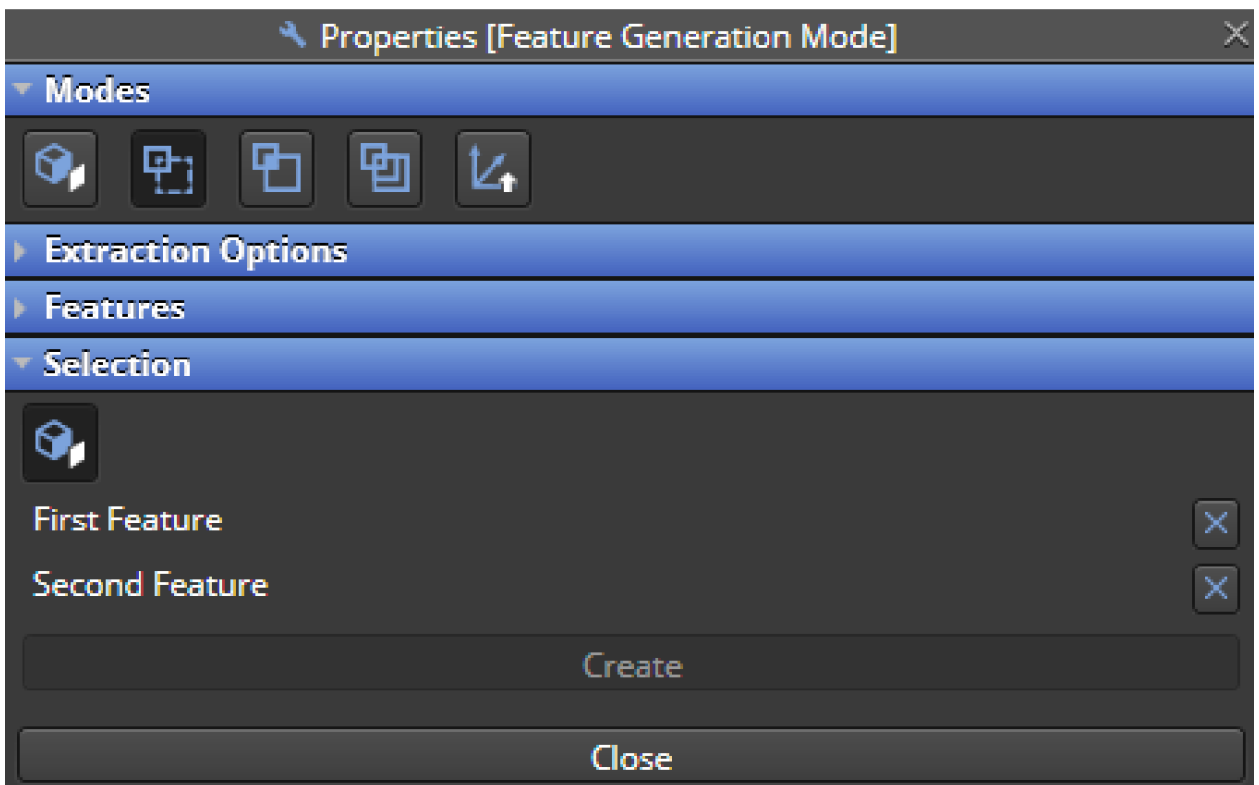 Properties [Feature Generation Mode]
Modes
Extraction Options
Features
Selection
First Feature
Second Feature
Create
Close